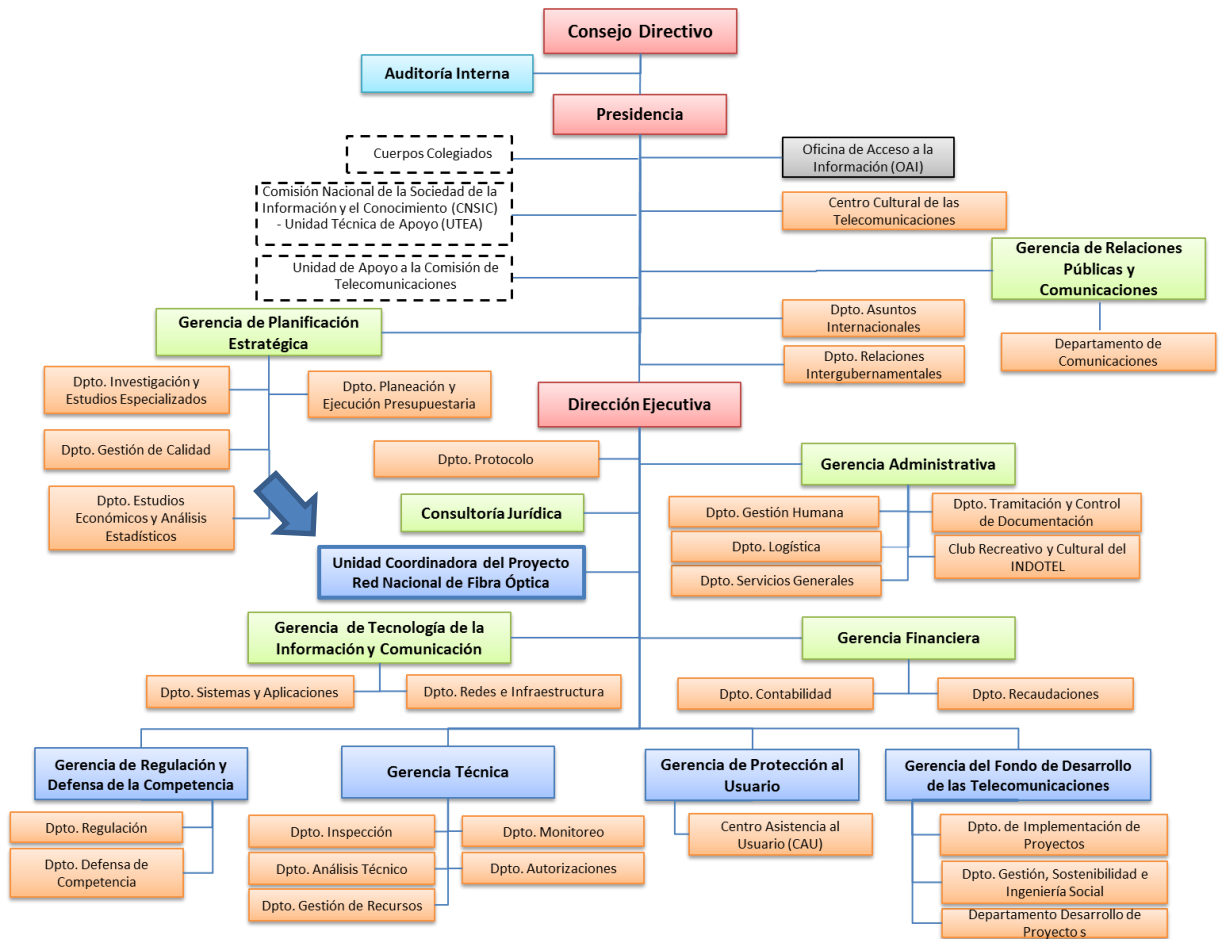 Consejo Directivo
Auditoría Interna
Presidencia
Cuerpos Colegiados
Oficina de Acceso a la
Información (OAI)
Comisión Nacional de la Sociedad de la
Información y el Conocimiento (CNSIC)
- Unidad Técnica de Apoyo (UTEA)
Centro Cultural de las
Telecomunicaciones
Unidad de Apoyo a la Comisión de
Telecomunicaciones
Gerencia de Relaciones
Públicas y
Comunicaciones
Gerencia de Planificación
Estratégica
Dpto. Asuntos
Internacionales
Departamento de
Comunicaciones
Dpto. Relaciones
Intergubernamentales
Dpto. Investigación y
Estudios Especializados
Dpto. Planeación y
Ejecución Presupuestaria
Dirección Ejecutiva
Dpto. Gestión de Calidad
Dpto. Protocolo
Gerencia Administrativa
Dpto. Estudios
Económicos y Análisis
Estadísticos
Consultoría Jurídica
Dpto. Gestión Humana
Dpto. Tramitación y Control
de Documentación
Dpto. Logística
Club Recreativo y Cultural del
INDOTEL
Dpto. Servicios Generales
Unidad Coordinadora del Proyecto
Red Nacional de Fibra Óptica
Gerencia de Tecnología de la
Información y Comunicación
Gerencia Financiera
Dpto. Sistemas y Aplicaciones
Dpto. Redes e Infraestructura
Dpto. Contabilidad
Dpto. Recaudaciones
Gerencia de Regulación y
Defensa de la Competencia
Gerencia Técnica
Gerencia de Protección al
Usuario
Gerencia del Fondo de Desarrollo
de las Telecomunicaciones
Dpto. Regulación
Dpto. Defensa de
Competencia
Dpto. Inspección
Dpto. Monitoreo
Dpto. Análisis Técnico
Dpto. Autorizaciones
Dpto. Gestión de Recursos
Centro Asistencia al
Usuario (CAU)
Dpto. de Implementación de
Proyectos
Dpto. Gestión, Sostenibilidad e
Ingeniería Social
Departamento Desarrollo de
Proyecto s